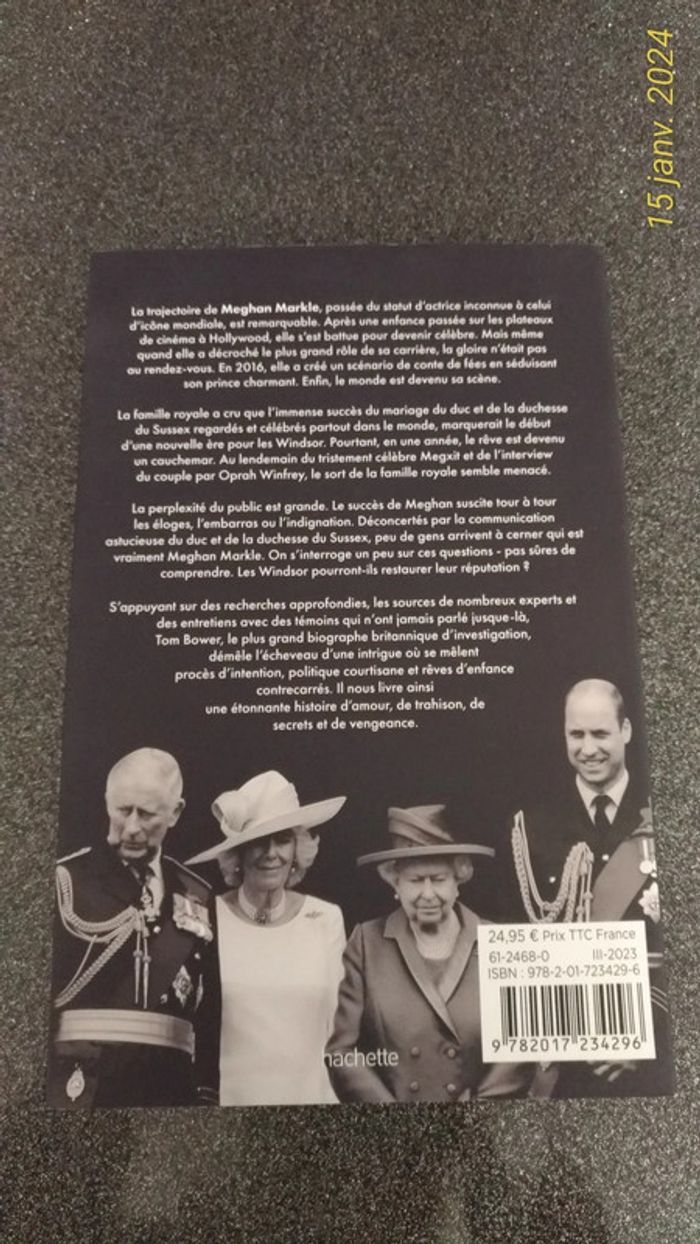 15 janv. 2024
La trajectoire de Meghan Markle, passée du statut d'actrice inconnue à celui
d'icône mondiale, est remarquable. Après une enfance passée sur les plateaux
de cinéma à Hollywood, elle s'est battue pour devenir célèbre. Mais même
quand elle a décroché le plus grand rôle de sa carrière, la gloire n'était pas
au rendez-vous. En 2016, elle a créé un scénario de conte de fées en séduisant
son prince charmant. Enfin, le monde est devenu sa scène.
La famille royale a cru que l'immense succès du mariage du duc et de la duchesse
du Sussex regardés et célébrés partout dans le monde, marquerait le début
d'une nouvelle ère pour les Windsor. Pourtant, en une année, le rêve est devenu
un cauchemar. Au lendemain du tristement célèbre Megxit et de l'interview
du couple par Oprah Winfrey, le sort de la famille royale semble menacé.
La perplexité du public est grande. Le succès de Meghan suscite tour à tour
les éloges, l'embarras ou l'indignation. Déconcertés par la communication
astucieuse du duc et de la duchesse du Sussex, peu de gens arrivent à cerner qui est
vraiment Meghan Markle. On s'interroge un peu sur ces questions - pas sûres de
comprendre. Les Windsor pourront-ils restaurer leur réputation ?
S'appuyant sur des recherches approfondies, les sources de nombreux experts et
des entretiens avec des témoins qui n'ont jamais parlé jusque-là,
Tom Bower, le plus grand biographe britannique d'investigation,
démêle l'écheveau d'une intrigue où se mêlent
procès d'intention, politique courtisane et rêves d'enfance
contrecarrés. Il nous livre ainsi
une étonnante histoire d'amour, de trahison, de
secrets et de vengeance.
24,95 € Prix TTC France
61-2468-0 III-2023
ISBN : 978-2-01-723429-6
9 782017 234296
hachette